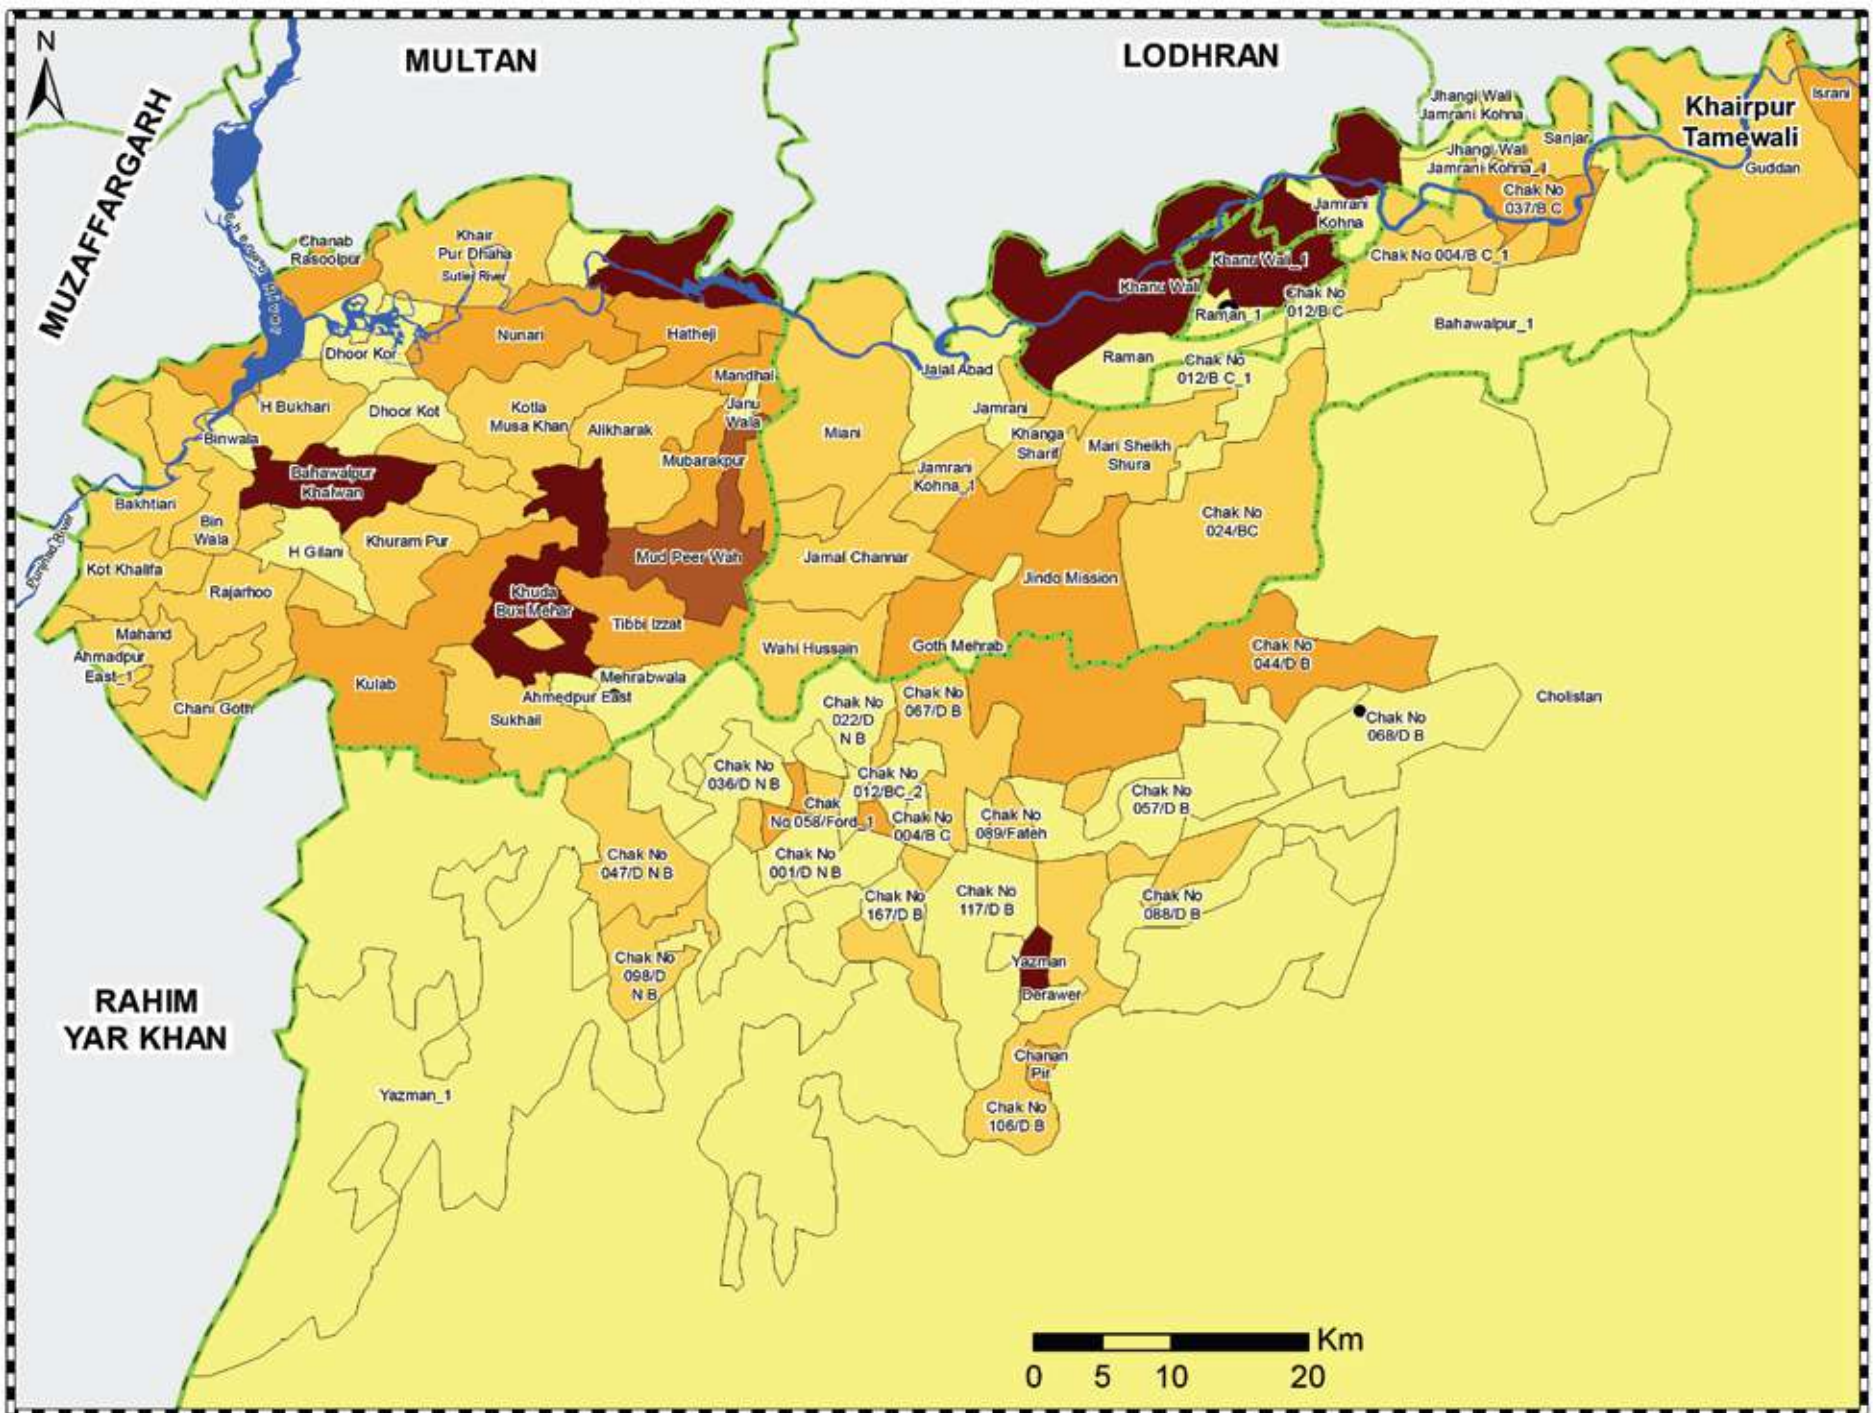 N
MULTAN
LODHRAN
MUZAFFARGARH
Khairpur
Tamewali
Israni
Jhangi Wali
Jamrani Kohna
Sanjar
Jhangi Wali
Jamrani Kohna_1
Guddan
Chak No
037/B C
Jamrani
Kohna
Chanab
Rasoolpur
Khair
Pur Dhaha
Sutlej River
Khanu Wali_1
Chak No 004/B C_1
Khanu Wali
Chak No
012/B C
Raman_1
Bahawalpur_1
Nunari
Hatheji
Dhoor Kor
Raman
Chak No
012/B C_1
Jalal Abad
Mandhal
H Bukhari
Dhoor Kot
Kotla
Musa Khan
Alikharak
Janu
Wala
Jamrani
Miani
Khanga
Sharif
Mari Sheikh
Shura
Binwala
Mubarakpur
Jamrani
Kohna_1
Bahawalpur
Khalwan
Bakhtiari
Bin
Wala
Chak No
024/BC
H Gilani
Khuram Pur
Mud Peer Wah
Jamal Channar
Jindo Mission
Panjnad River
Kot Khalifa
Rajarhoo
Khuda
Bux Mehar
Tibbi Izzat
Mahand
Wahi Hussain
Goth Mehrab
Chak No
044/D B
Ahmadpur
East_1
Kulab
Mehrabwala
Ahmedpur East
Chani Goth
Sukhail
Chak No
022/D
N B
Chak No
067/D B
Cholistan
Chak No
068/D B
Chak No
036/D N B
Chak No
012/BC_2
Chak
No 058/Ford_1
Chak No
004/B C
Chak No
089/Fateh
Chak No
057/D B
Chak No
047/D N B
Chak No
001/D N B
Chak No
167/D B
Chak No
117/D B
Chak No
088/D B
Chak No
098/D
N B
Yazman
Derawer
RAHIM
YAR KHAN
Chanan
Pir
Yazman_1
Chak No
106/D B
Km
0 5 10 20